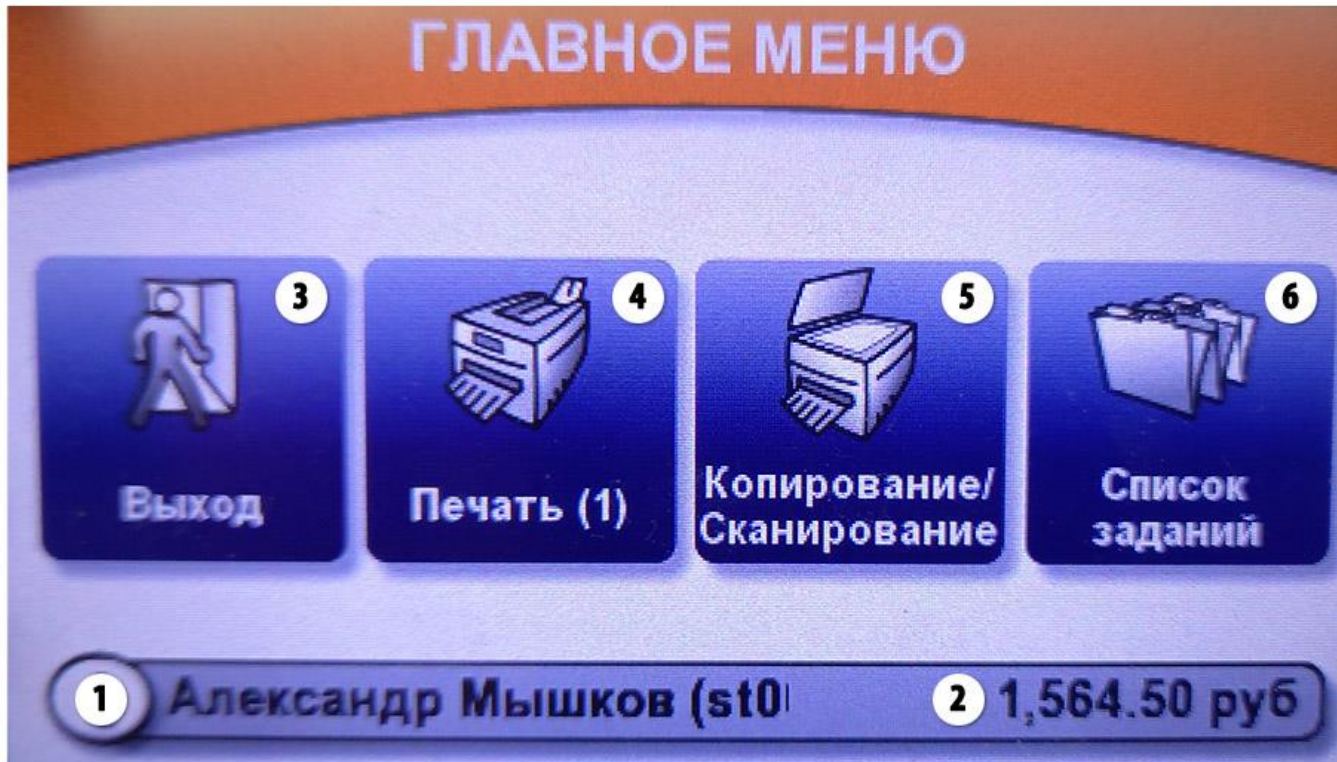 ГЛАВНОЕ МЕНЮ
3
4
5
6
Выход
Печать (1)
Копирование/
Сканирование
Список
заданий
1 Александр Мышков (st0
2 1,564.50 руб